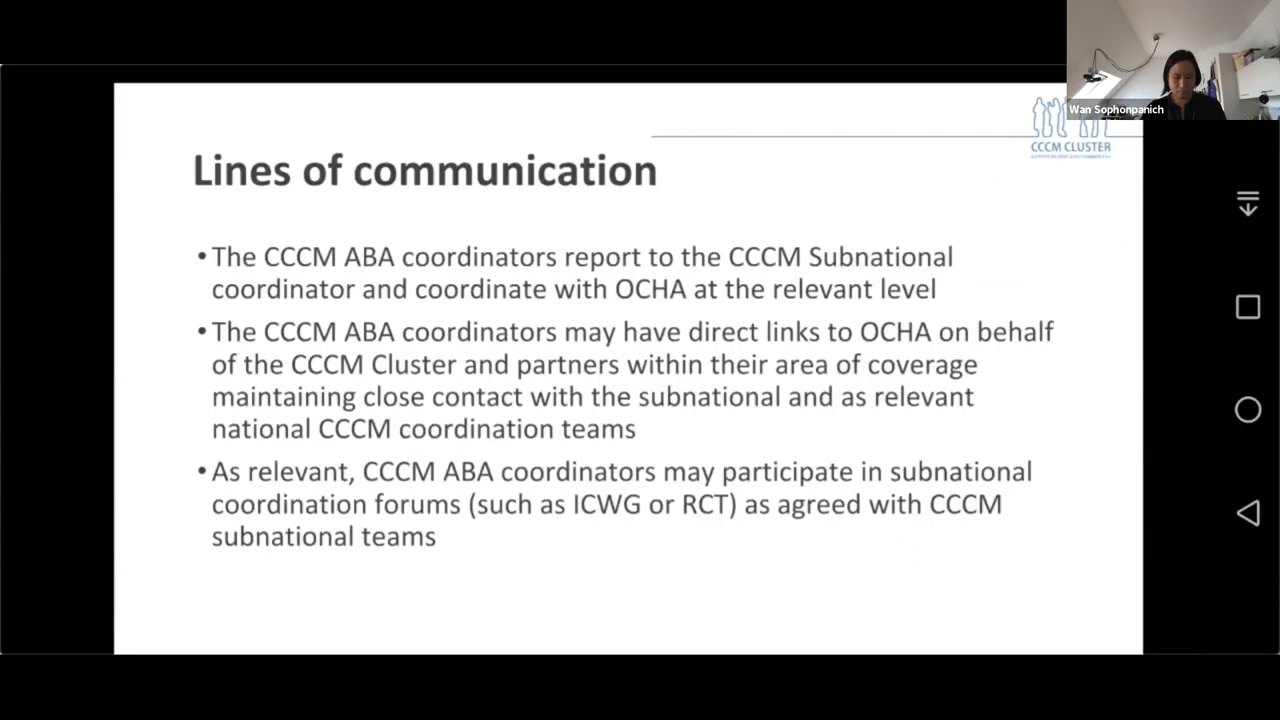 Wan Sophonpanich
CCCM CLUSTER
Lines of communication
•The CCCM ABA coordinators report to the CCCM Subnational
coordinator and coordinate with OCHA at the relevant level
•The CCCM ABA coordinators may have direct links to OCHA on behalf
of the CCCM Cluster and partners within their area of coverage
maintaining close contact with the subnational and as relevant
national CCCM coordination teams
•As relevant, CCCM ABA coordinators may participate in subnational
coordination forums (such as ICWG or RCT) as agreed with CCCM
subnational teams